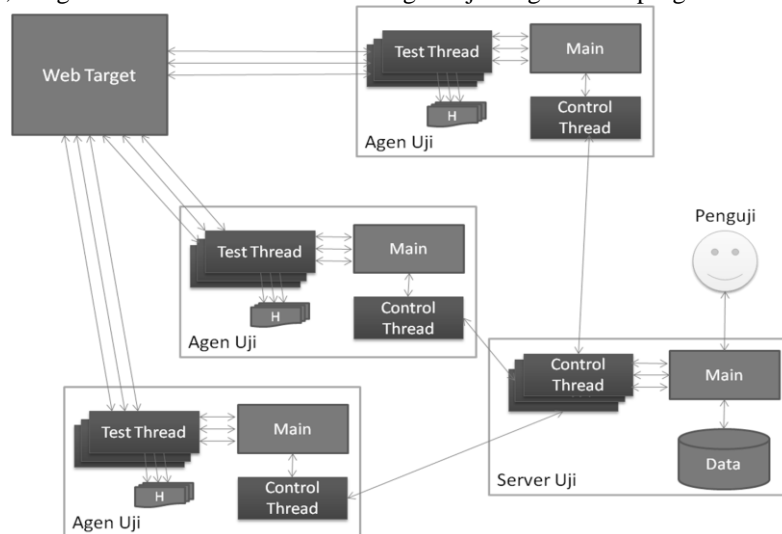 Web Target
Test Thread
Main
Control
Thread
H
Agen Uji
Penguji
Test Thread
Main
Control
Thread
H
Agen Uji
Control
Thread
Main
Data
Server Uji
Test Thread
Main
Control
Thread
H
Agen Uji